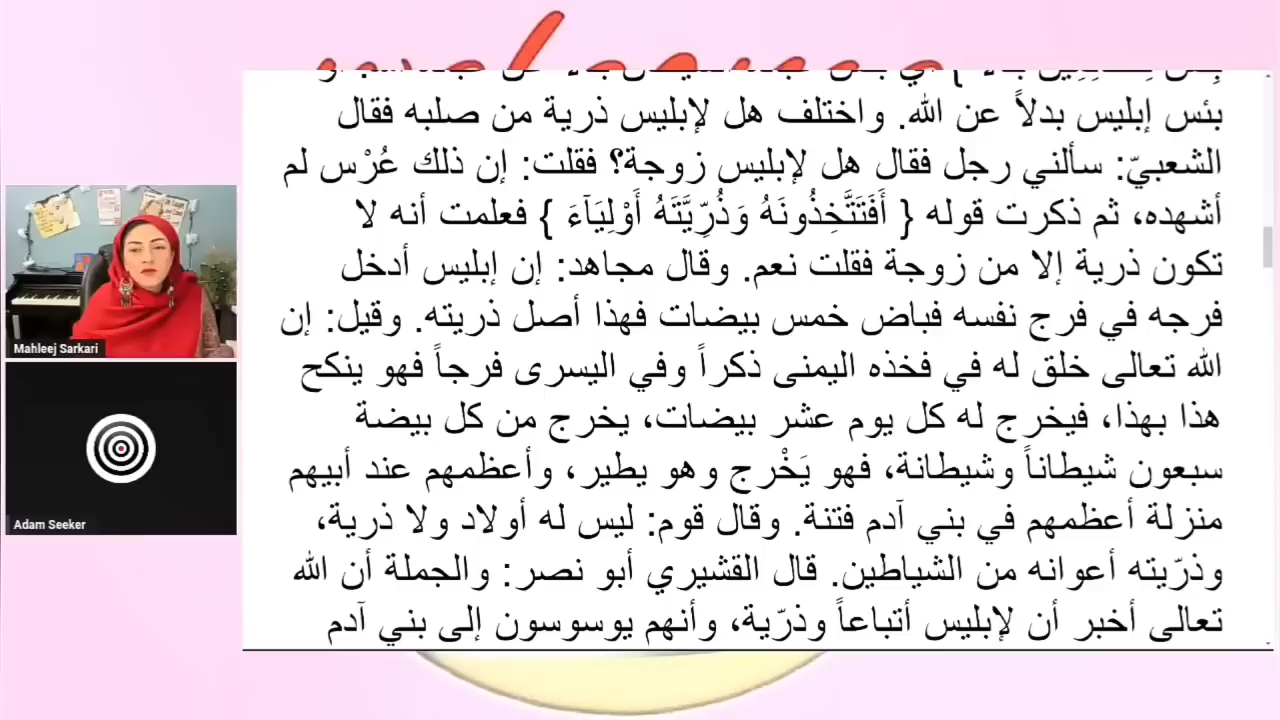 welcome
بئس إبليس بدلاً عن الله. واختلف هل لإبليس ذرية من صلبه فقال
الشعبيّ: سألني رجل فقال هل لإبليس زوجة؟ فقلت: إن ذلك عُرْس لم
أشهده، ثم ذكرت قوله { أَفَتَتَّخِذُونَهُ وَذُرِّيَّتَهُ أَوْلِيَآءَ } فعلمت أنه لا
تكون ذرية إلا من زوجة فقلت نعم. وقال مجاهد: إن إبليس أدخل
فرجه في فرج نفسه فباض خمس بيضات فهذا أصل ذريته. وقيل: إن
الله تعالى خلق له في فخذه اليمنى ذكراً وفي اليسرى فرجاً فهو ينكح
هذا بهذا، فيخرج له كل يوم عشر بيضات، يخرج من كل بيضة
سبعون شيطاناً وشيطانة، فهو يَخْرج وهو يطير، وأعظمهم عند أبيهم
منزلة أعظمهم في بني آدم فتنة. وقال قوم: ليس له أولاد ولا ذرية،
وذرّيته أعوانه من الشياطين. قال القشيري أبو نصر: والجملة أن الله
تعالى أخبر أن لإبليس أتباعاً وذرّية، وأنهم يوسوسون إلى بني آدم
Mahleej Sarkari
Adam Seeker